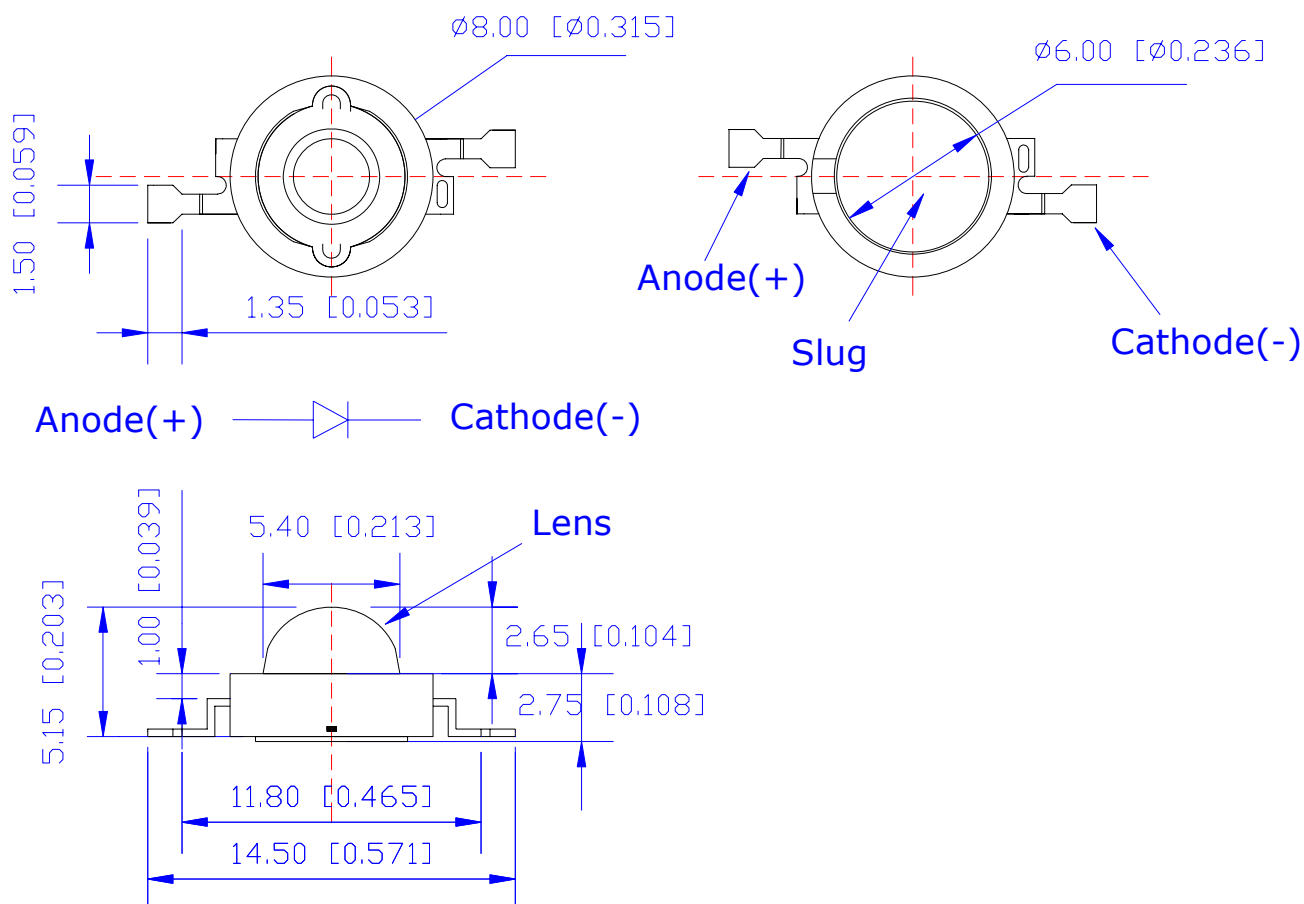 Ø8.00 [Ø0.315]
Ø6.00 [Ø0.236]
1.50 [0.059]
1.35 [0.053]
Anode(+)
Slug
Cathode(-)
Anode(+)
Cathode(-)
5.40 [0.213]
Lens
1.00 [0.039]
5.15 [0.203]
2.65 [0.104]
2.75 [0.108]
11.80 [0.465]
14.50 [0.571]